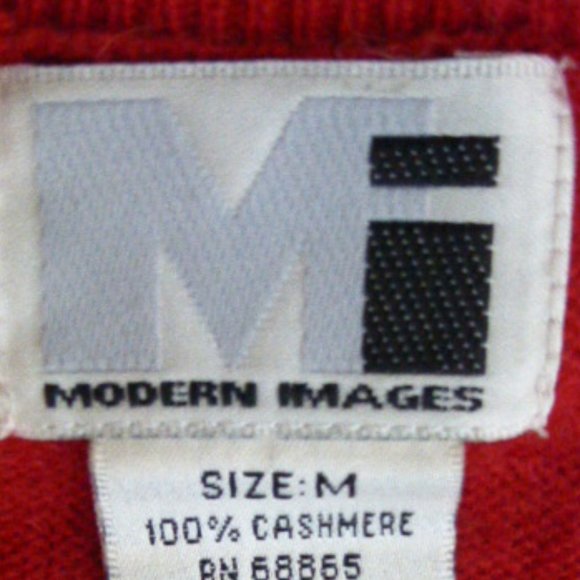 Mi
MODERN IMAGES
SIZE: M
100% CASHMERE
RN 68865